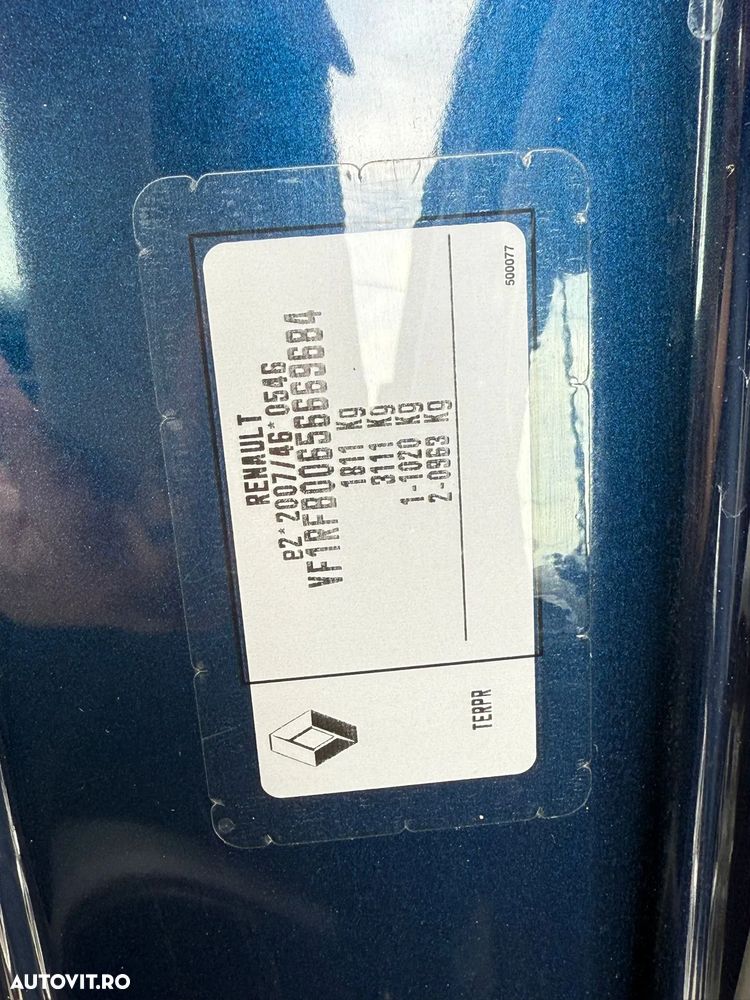 RENAULT
e2*2007/46*0546
VF1RFB00656669684
1811 Kg
3111 Kg
1-1020 Kg
2-0963 Kg
500077
TERPR
AUTOVIT.RO